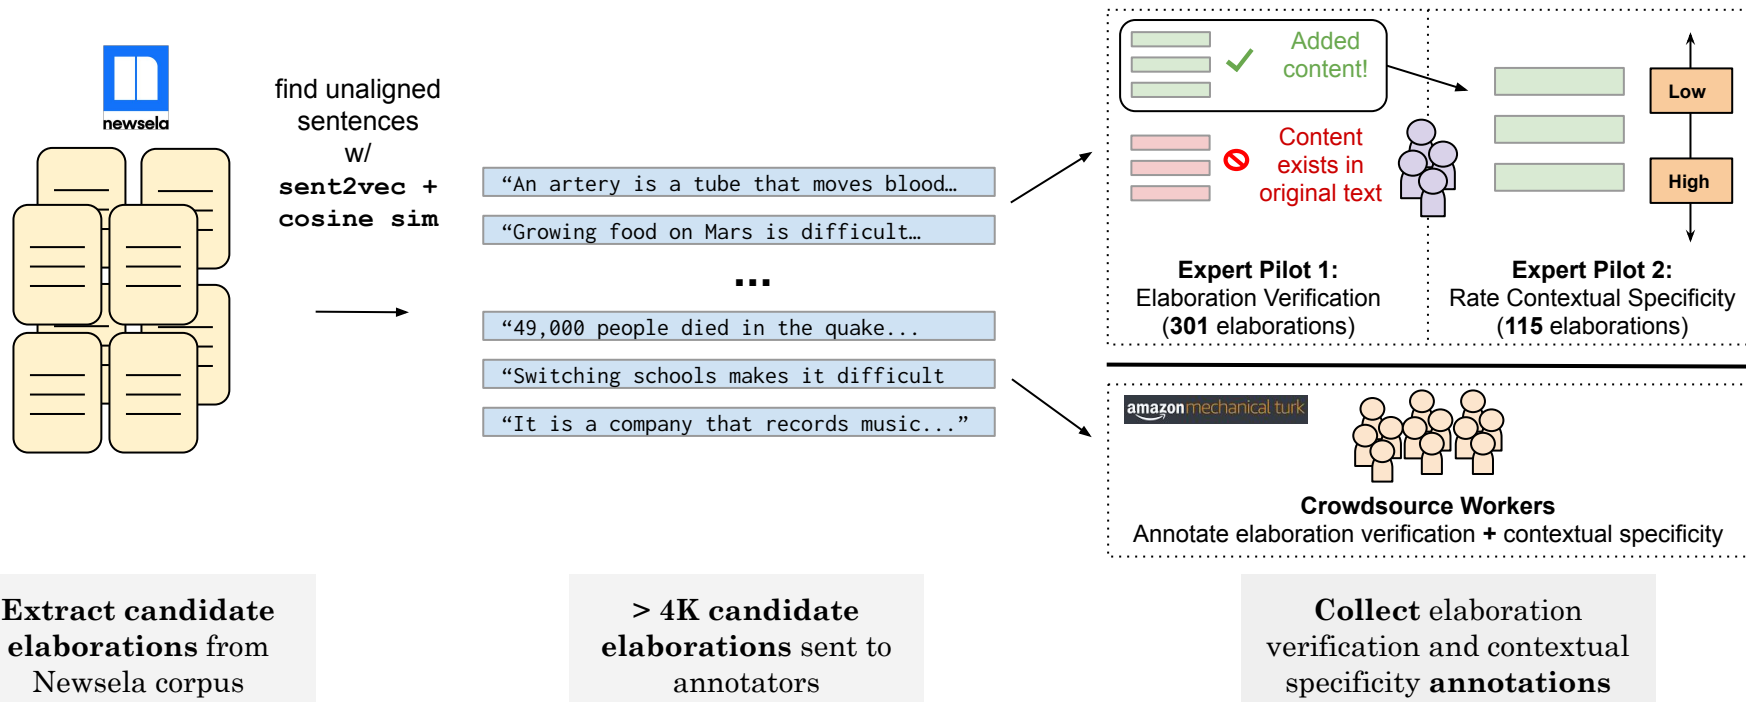 newsela
find unaligned
sentences
w/
sent2vec +
cosine sim
“An artery is a tube that moves blood…
“Growing food on Mars is difficult…
...
“49,000 people died in the quake...
“Switching schools makes it difficult
“It is a company that records music...”
Added
content!
Content
exists in
original text
Low
High
Expert Pilot 1:
Elaboration Verification
(301 elaborations)
Expert Pilot 2:
Rate Contextual Specificity
(115 elaborations)
amazon mechanical turk
Crowdsource Workers
Annotate elaboration verification + contextual specificity
Extract candidate
elaborations from
Newsela corpus
> 4K candidate
elaborations sent to
annotators
Collect elaboration
verification and contextual
specificity annotations